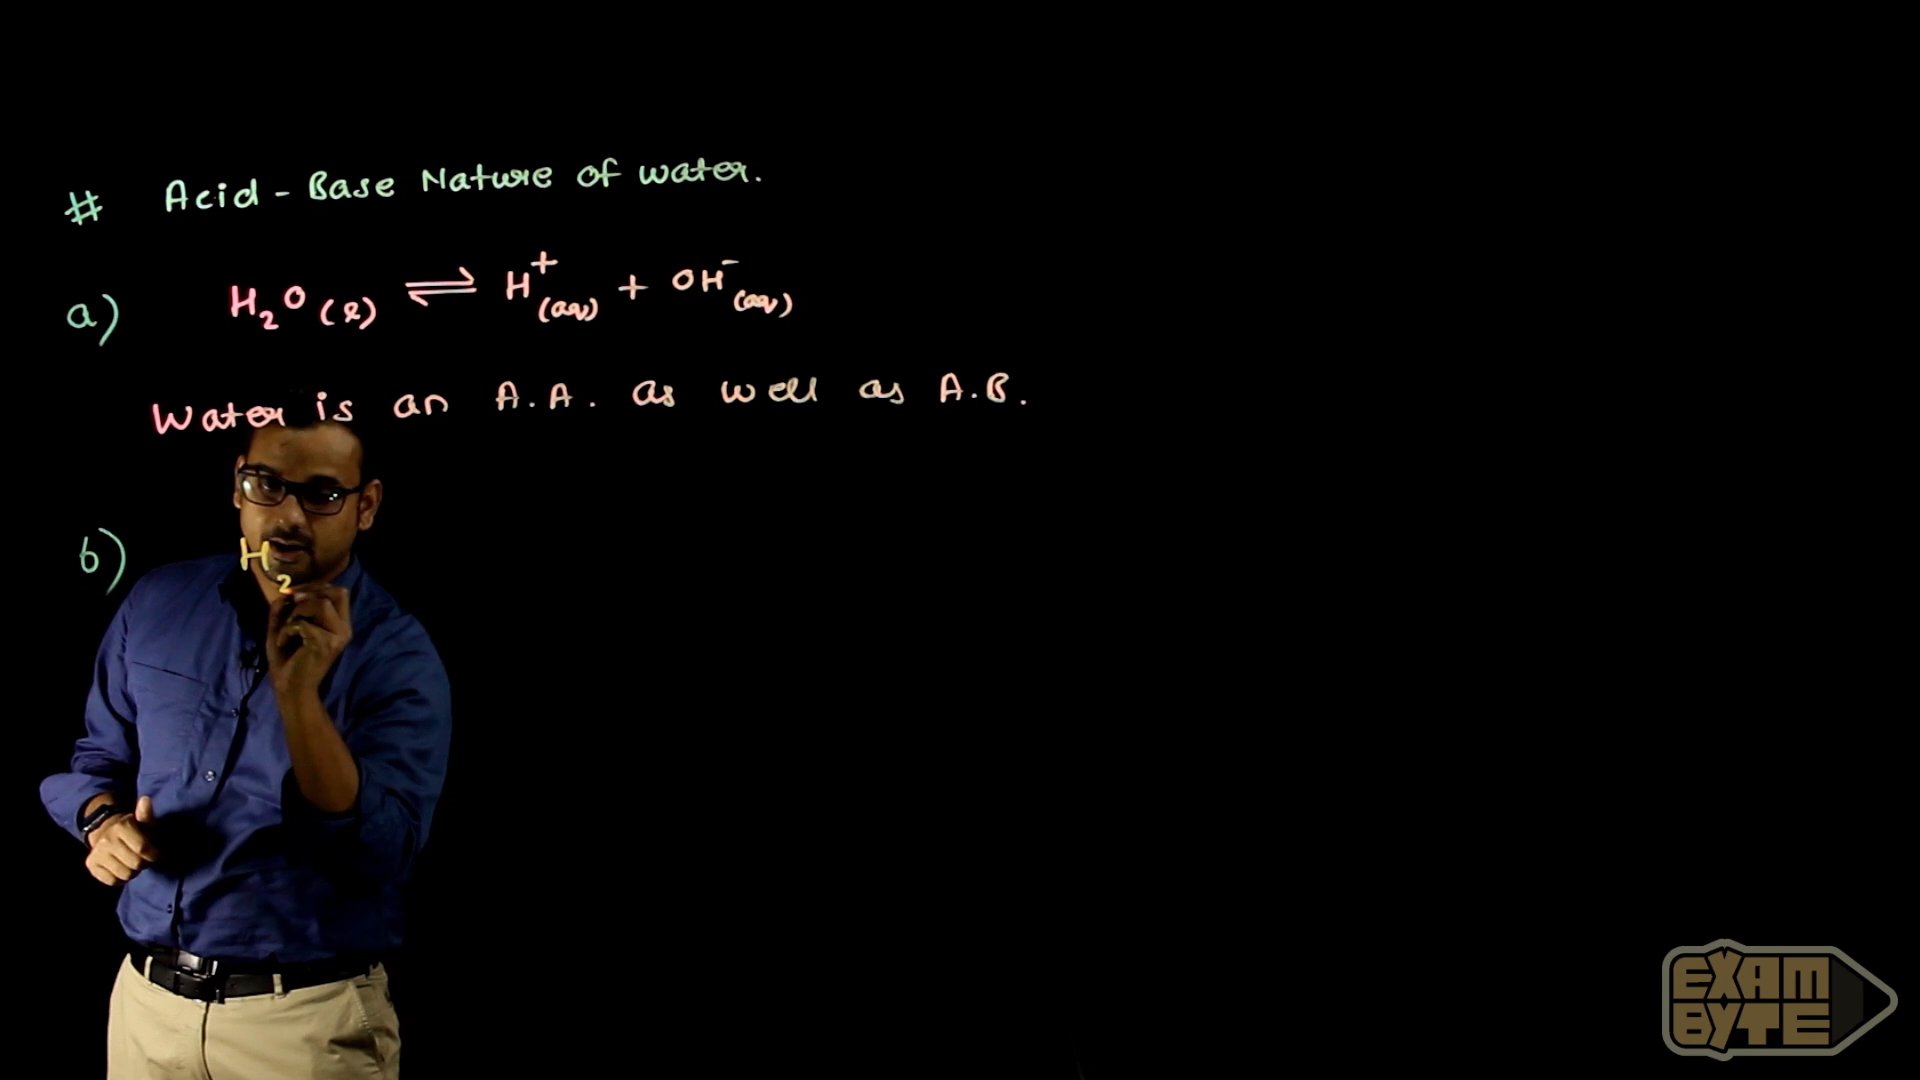 # Acid - Base Nature of water.
a) H₂O (l) ⇌ H⁺(aq) + OH⁻(aq)
Water is an A.A. as well as A.B.
b) H₂
EXAM
BYTE